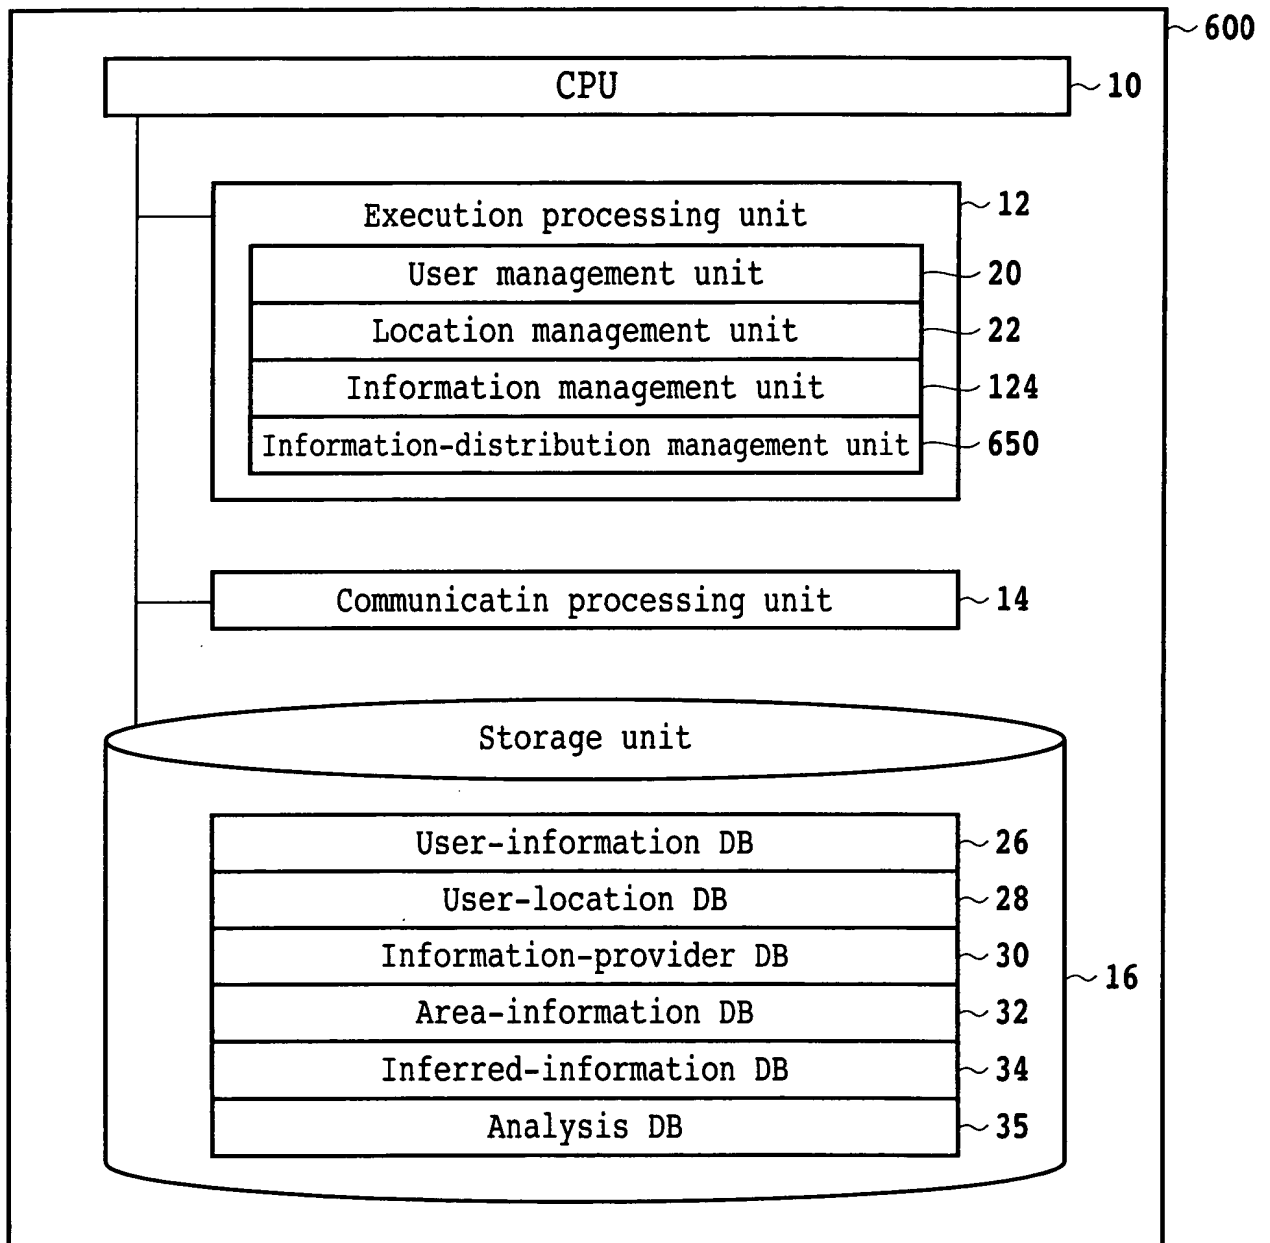 600
CPU 10
Execution processing unit 12
User management unit 20
Location management unit 22
Information management unit 124
Information-distribution management unit 650
Communicatin processing unit 14
Storage unit
User-information DB 26
User-location DB 28
Information-provider DB 30
16
Area-information DB 32
Inferred-information DB 34
Analysis DB 35